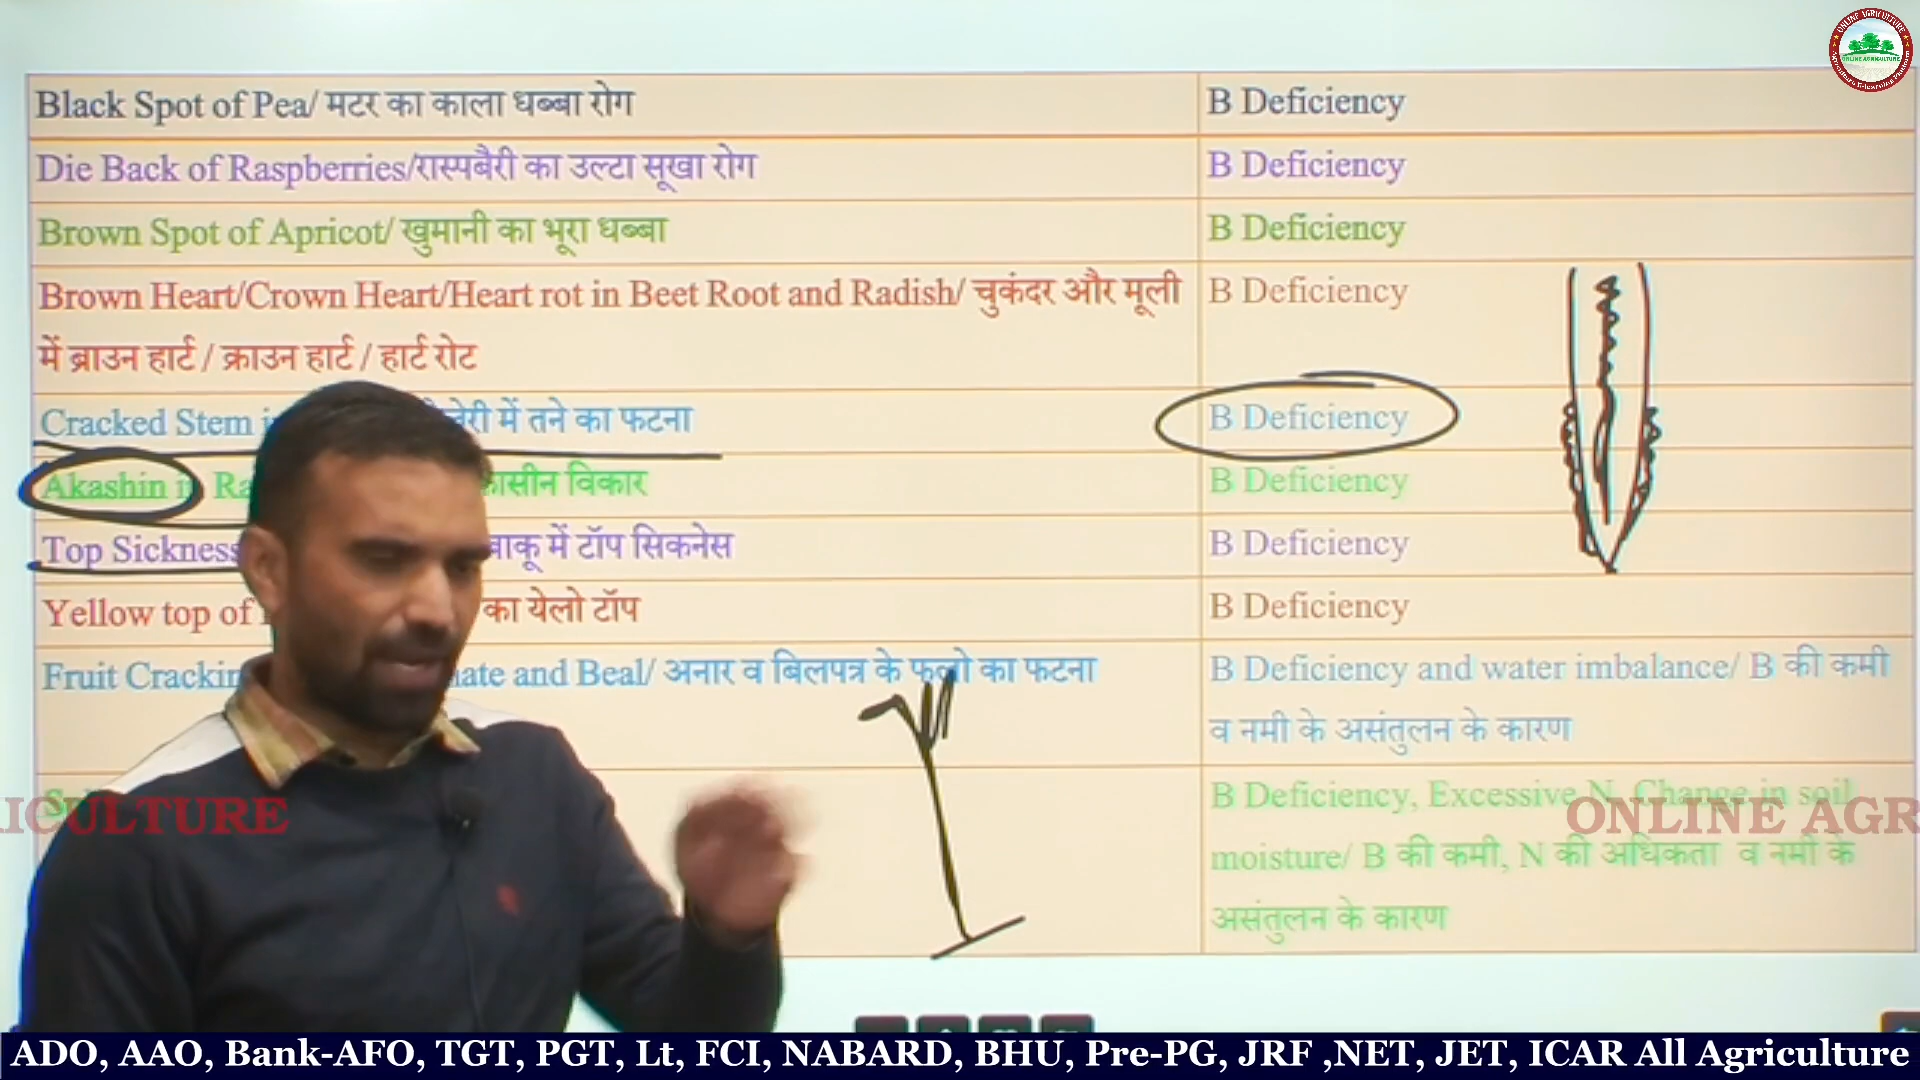 ONLINE AGRICULTURE
ONLINE AGRICULTURE
Black Spot of Pea/ मटर का काला धब्बा रोग
B Deficiency
Die Back of Raspberries/रास्पबैरी का उल्टा सूखा रोग
B Deficiency
Brown Spot of Apricot/ खुमानी का भूरा धब्बा
B Deficiency
Brown Heart/Crown Heart/Heart rot in Beet Root and Radish/ चुकंदर और मूली
में ब्राउन हार्ट / क्राउन हार्ट / हार्ट रोट
B Deficiency
Cracked Stem में तने का फटना
B Deficiency
Akashin विकार
B Deficiency
Top Sickness में टॉप सिकनेस
B Deficiency
Yellow top of का येलो टॉप
B Deficiency
Fruit and Beal/ अनार व बिलपत्र के फलो का फटना
B Deficiency and water imbalance/ B की कमी
व नमी के असंतुलन के कारण
B Deficiency, Excessive N, Change in soil
moisture/ B की कमी, N की अधिकता व नमी के
असंतुलन के कारण
RICULTURE
ONLINE AGR
ADO, AAO, Bank-AFO, TGT, PGT, Lt, FCI, NABARD, BHU, Pre-PG, JRF ,NET, JET, ICAR All Agriculture